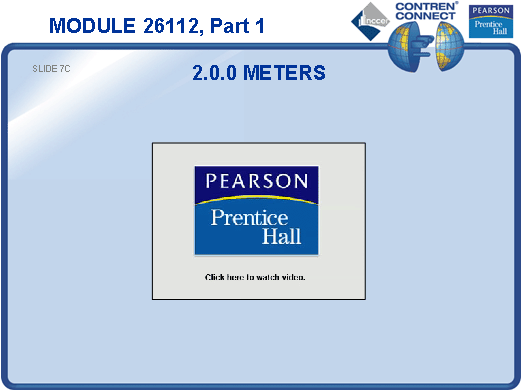 MODULE 26112, Part 1
nccer
CONTREN®
CONNECT
PEARSON
Prentice
Hall
SLIDE 7C
2.0.0 METERS
PEARSON
Prentice
Hall
Click here to watch video.